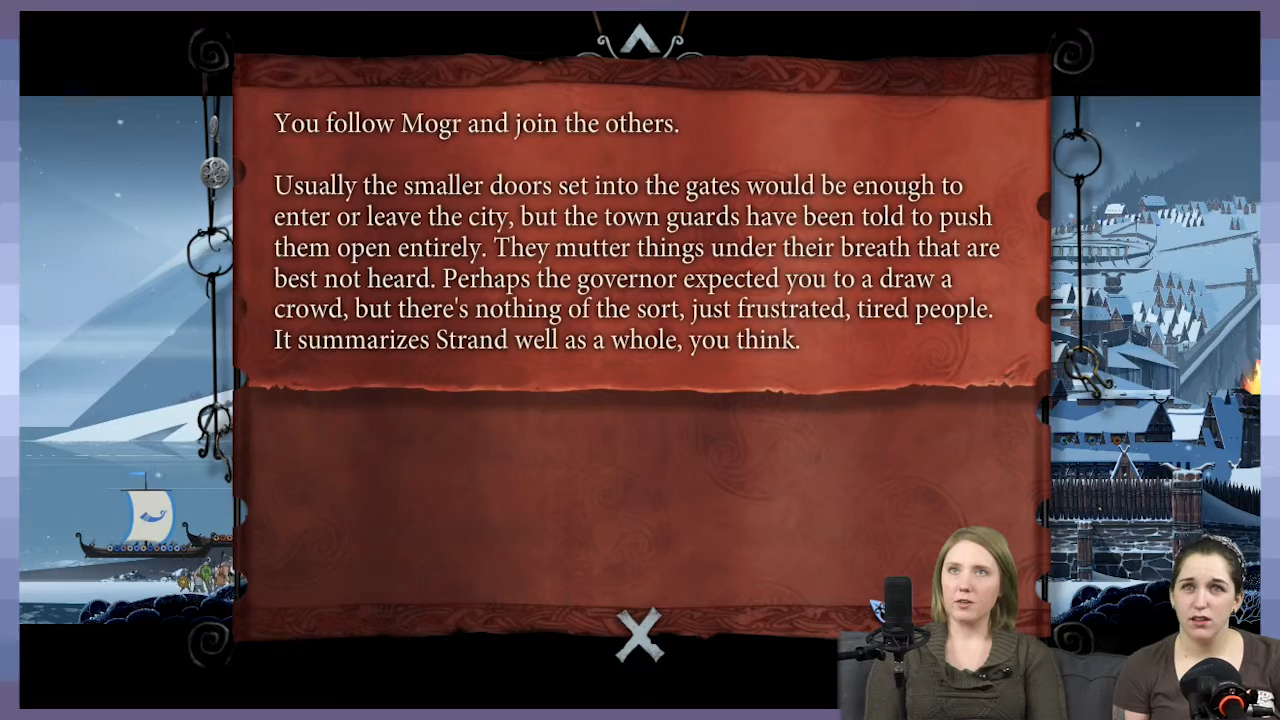 You follow Mogr and join the others.
Usually the smaller doors set into the gates would be enough to
enter or leave the city, but the town guards have been told to push
them open entirely. They mutter things under their breath that are
best not heard. Perhaps the governor expected you to a draw a
crowd, but there's nothing of the sort, just frustrated, tired people.
It summarizes Strand well as a whole, you think.